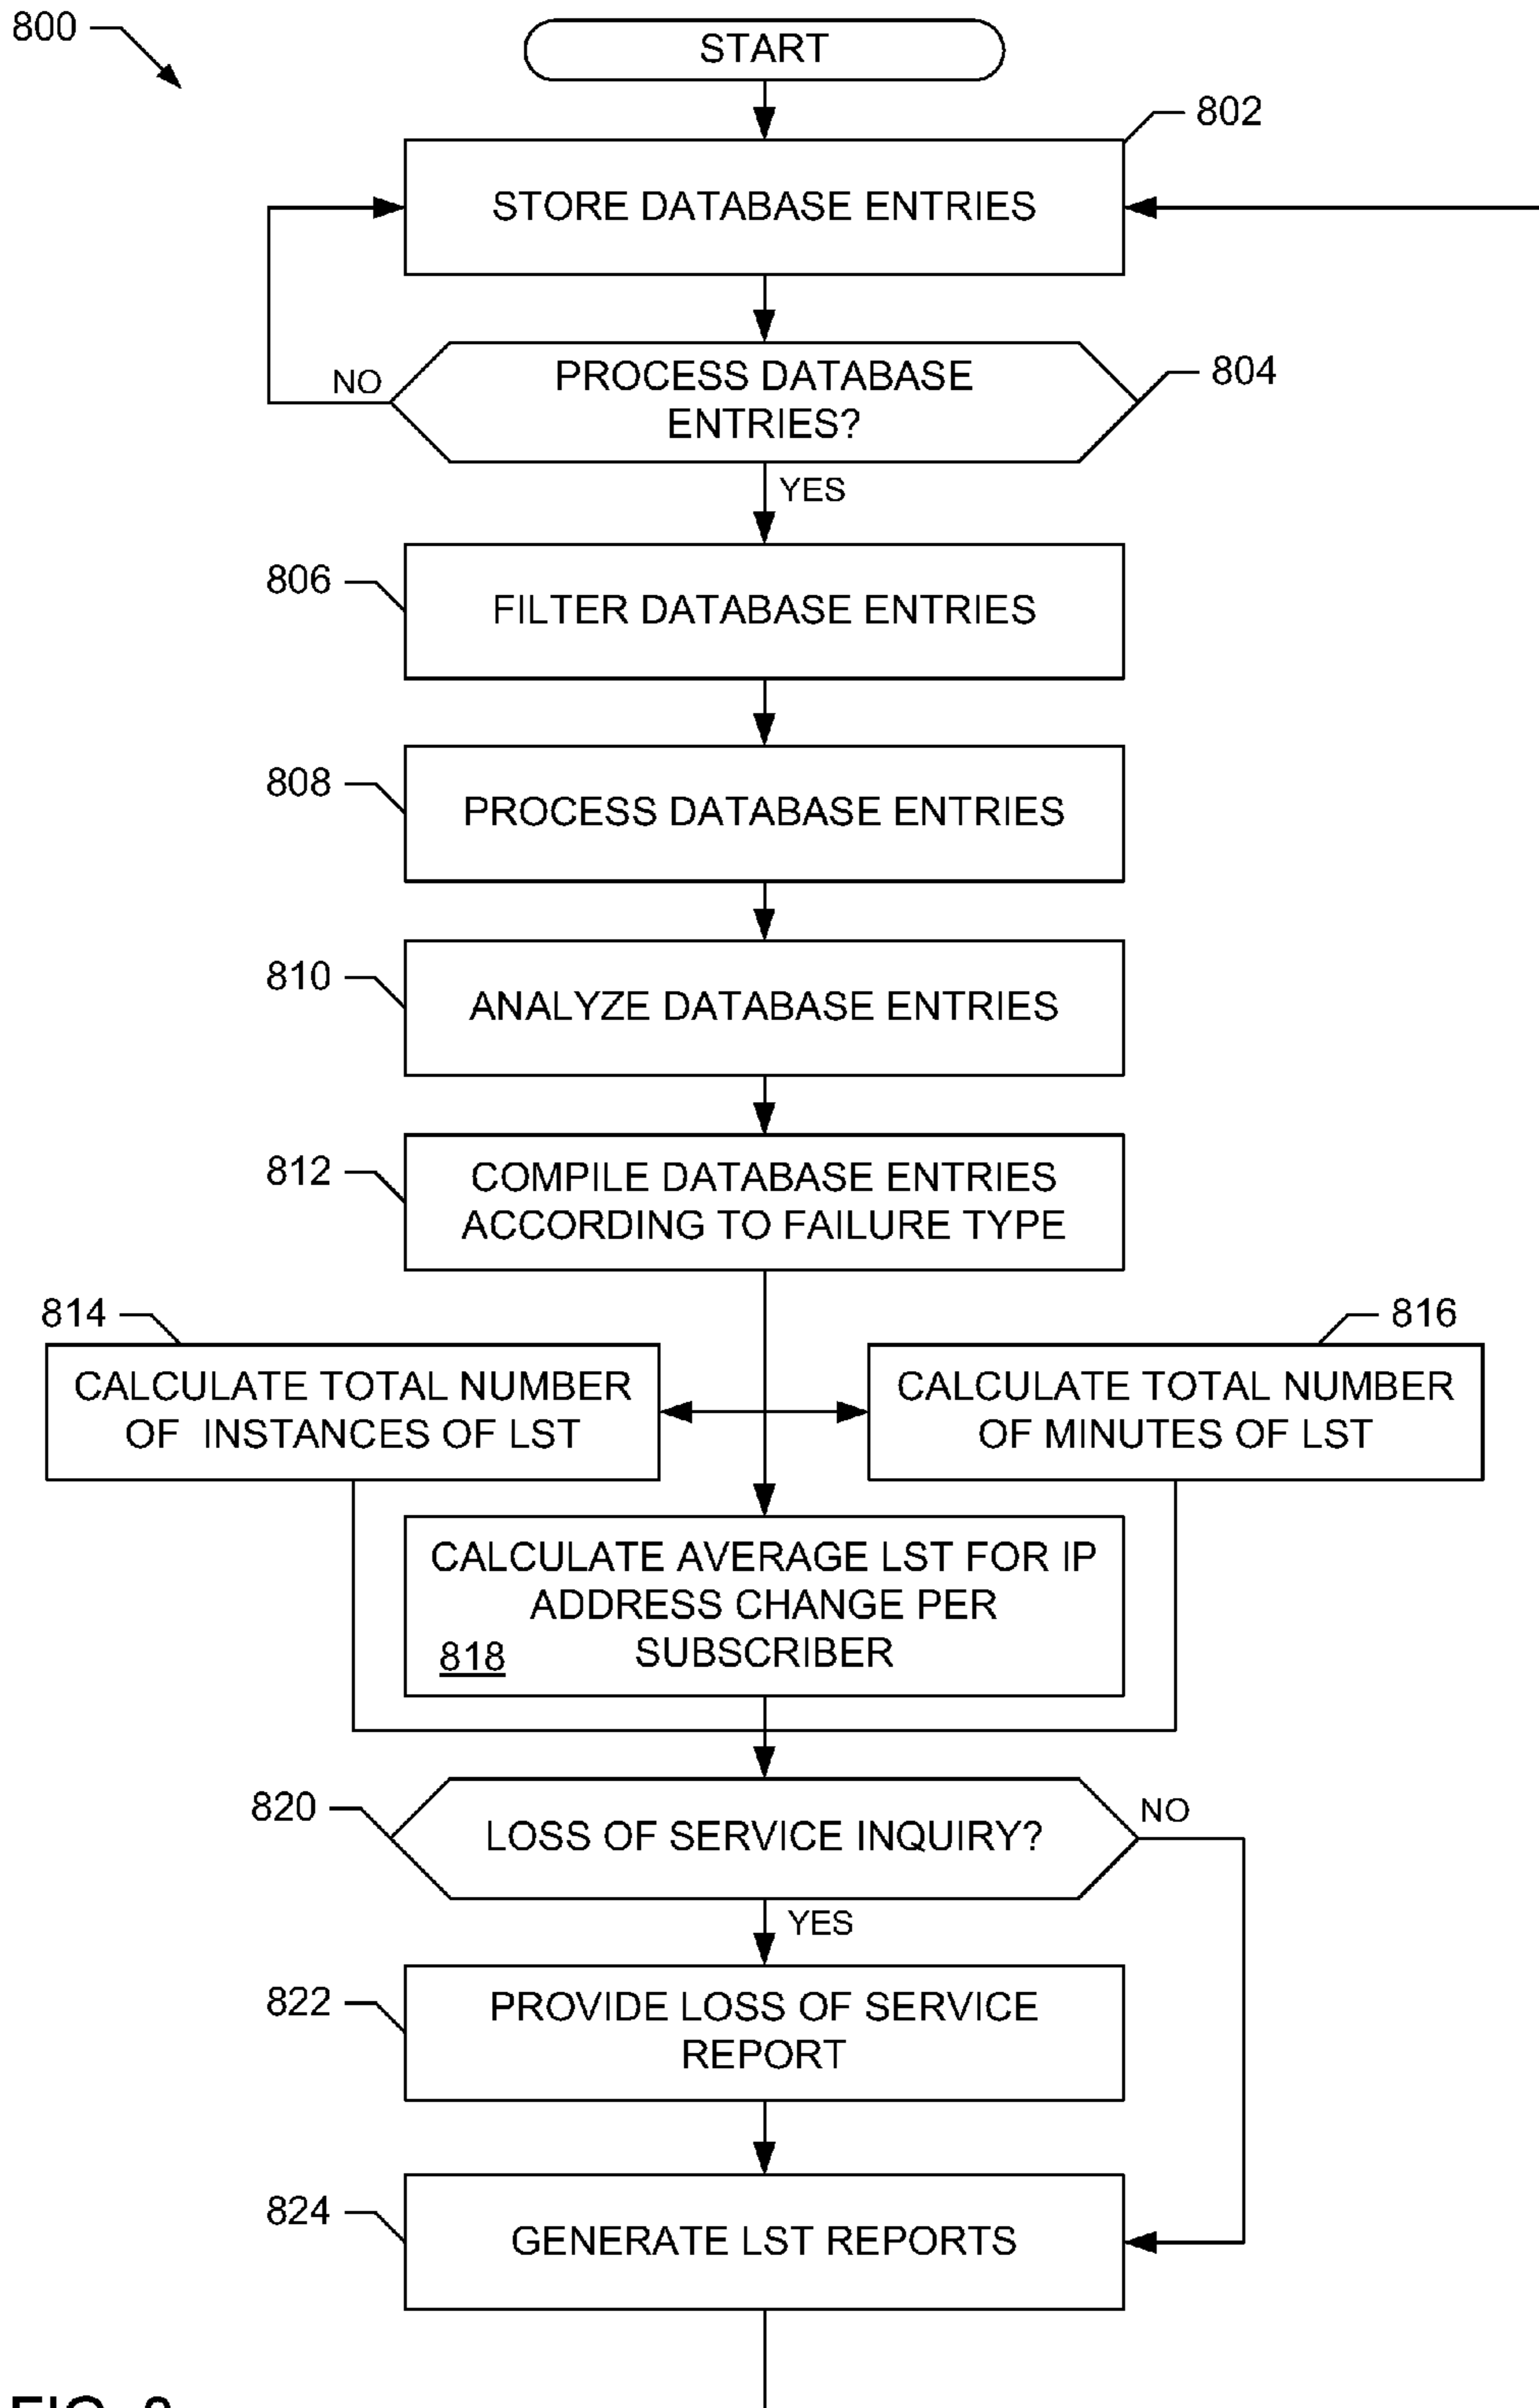 800
START
802
STORE DATABASE ENTRIES
NO
PROCESS DATABASE
ENTRIES?
804
YES
806
FILTER DATABASE ENTRIES
808
PROCESS DATABASE ENTRIES
810
ANALYZE DATABASE ENTRIES
812
COMPILE DATABASE ENTRIES
ACCORDING TO FAILURE TYPE
814
816
CALCULATE TOTAL NUMBER
OF INSTANCES OF LST
CALCULATE TOTAL NUMBER
OF MINUTES OF LST
CALCULATE AVERAGE LST FOR IP
ADDRESS CHANGE PER
SUBSCRIBER
818
820
LOSS OF SERVICE INQUIRY?
NO
YES
822
PROVIDE LOSS OF SERVICE
REPORT
824
GENERATE LST REPORTS